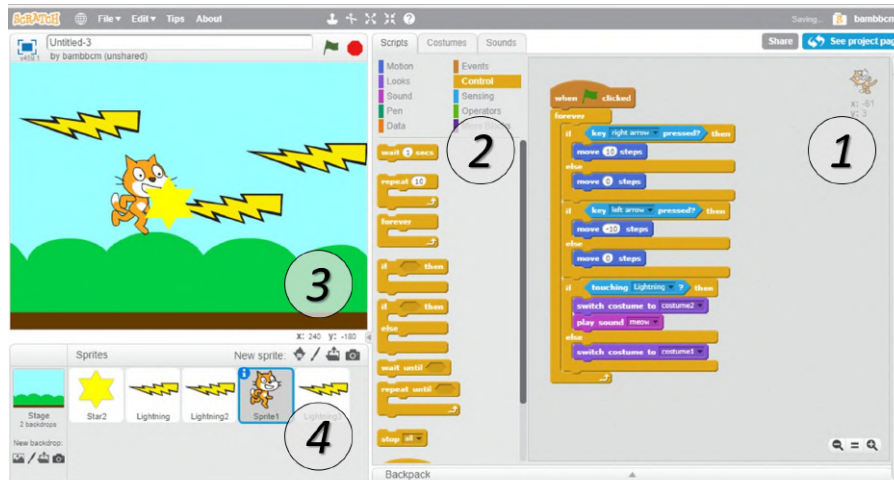 SCRATCH File▼ Edit▼ Tips About Saving... bambbcm
Untitled-3
by bambbcm (unshared)
v459.1
Scripts Costumes Sounds
Share See project pag
Motion Events
Looks Control
Sound Sensing
Pen Operators
Data
2
wait 1 secs
repeat 10
forever
if then
if then
else
wait until
repeat until
stop all
when clicked
forever
if key right arrow pressed? then
move 10 steps
else
move 0 steps
if key left arrow pressed? then
move -10 steps
else
move 0 steps
if touching Lightning ? then
switch costume to costume2
play sound meow
else
switch costume to costume1
x: -61
y: 3
1
3
x: 240 y: -180
Sprites New sprite:
Stage
2 backdrops
New backdrop:
Star2 Lightning Lightning2 Sprite1
4
Backpack